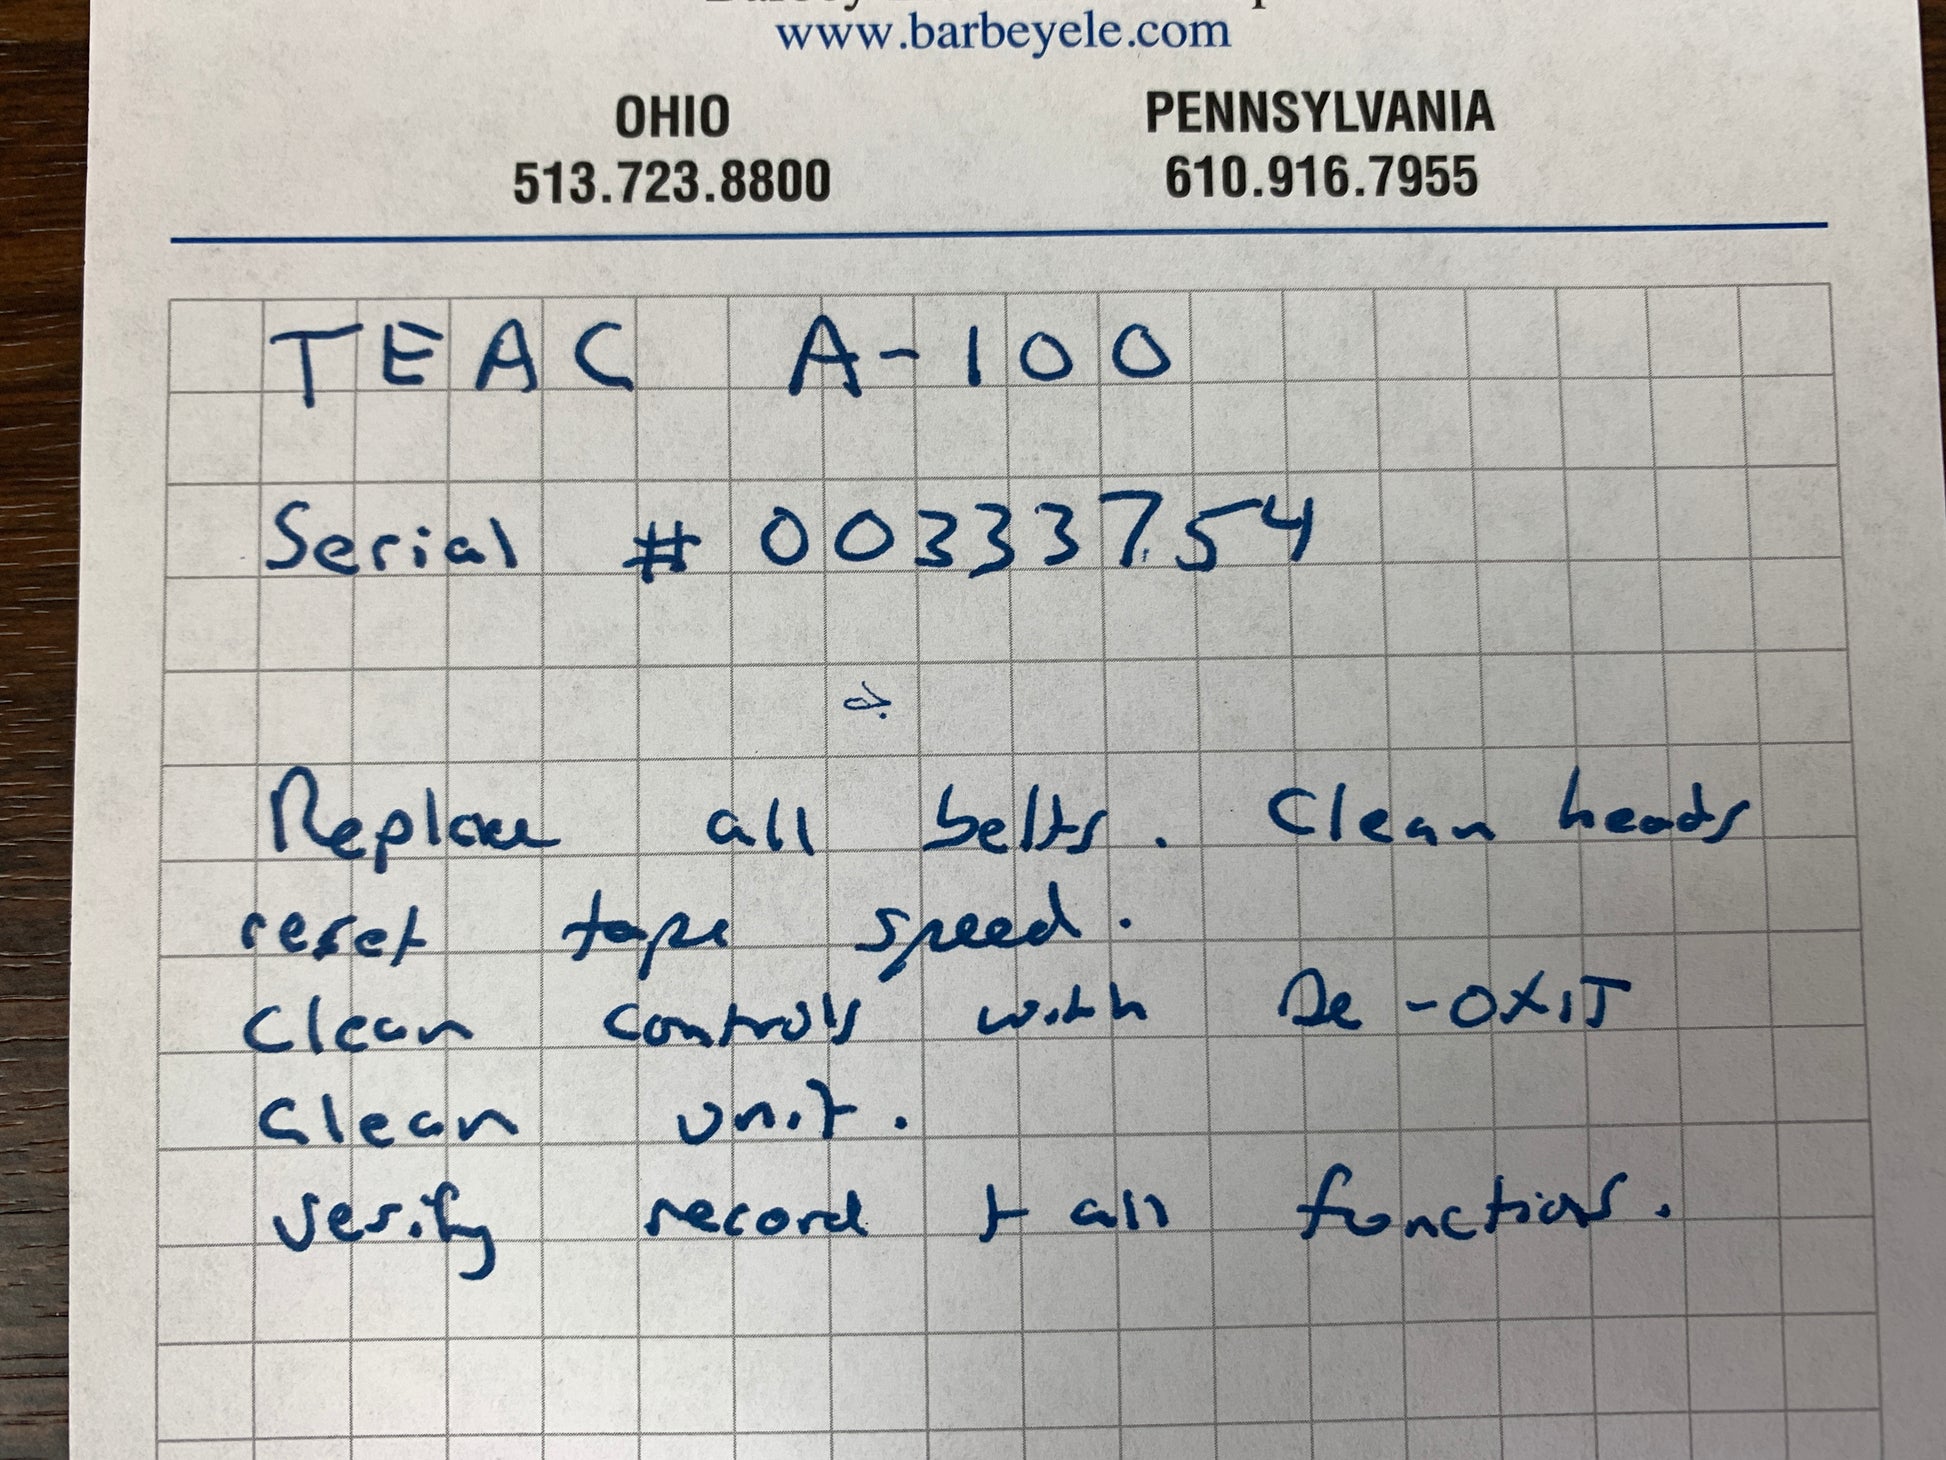 www.barbeyele.com
OHIO PENNSYLVANIA
513.723.8800 610.916.7955
TEAC A-100
Serial # 00333754
Replace all belts. Clean heads
reset tape speed.
Clean controls with De-OXIT
Clean unit.
Verify record + all functions.